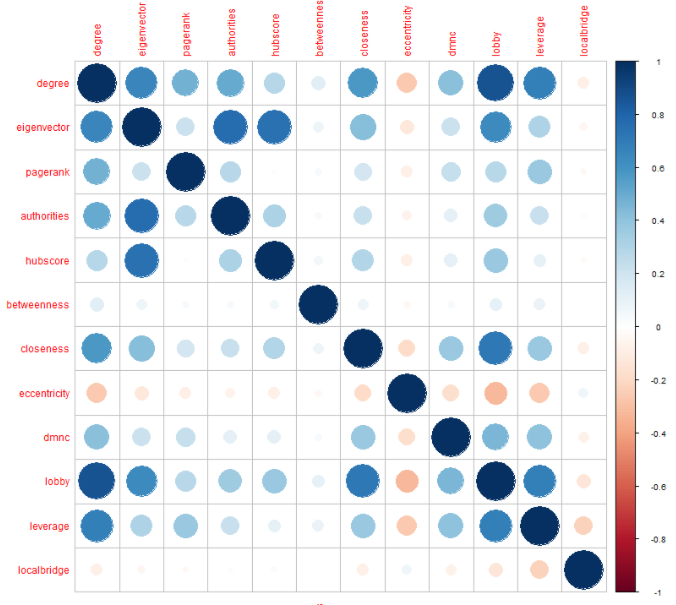 degree
eigenvector
pagerank
authorities
hubscore
betweenness
closeness
eccentricity
dmnc
lobby
leverage
localbridge
degree
eigenvector
pagerank
authorities
hubscore
betweenness
closeness
eccentricity
dmnc
lobby
leverage
localbridge
1
0.8
0.6
0.4
0.2
0
-0.2
-0.4
-0.6
-0.8
-1